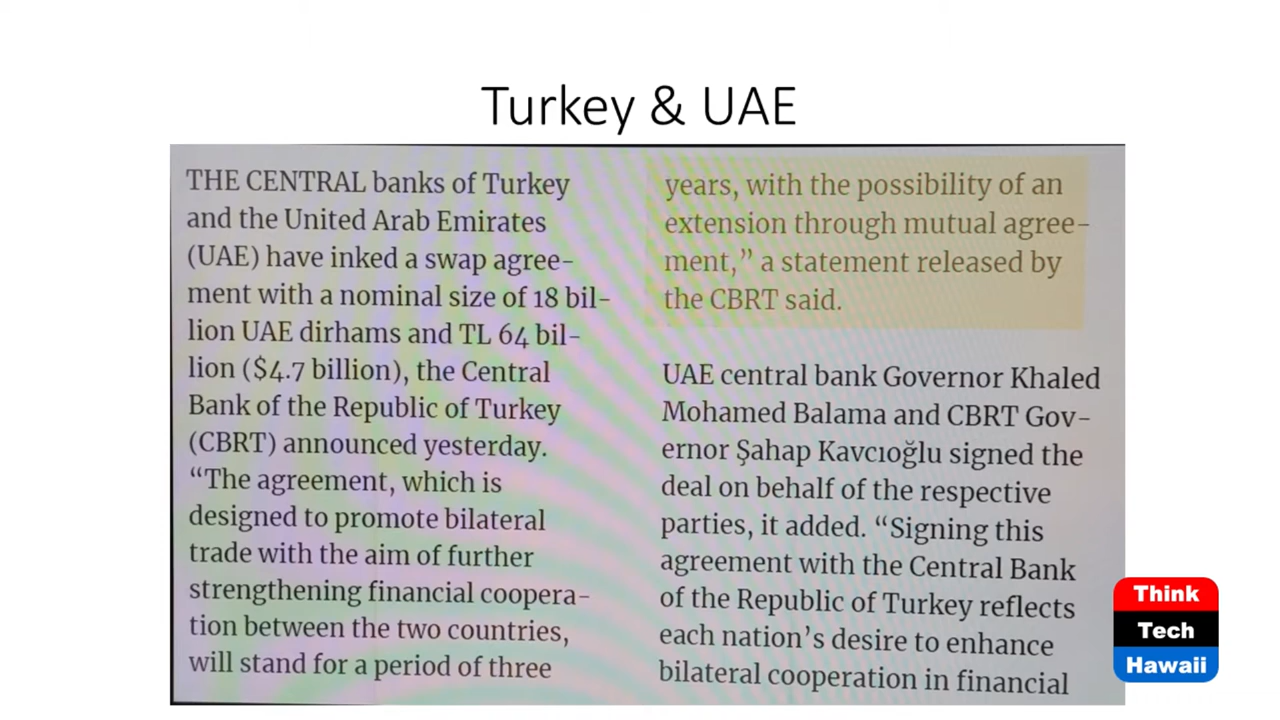 Turkey & UAE
THE CENTRAL banks of Turkey
and the United Arab Emirates
(UAE) have inked a swap agree-
ment with a nominal size of 18 bil-
lion UAE dirhams and TL 64 bil-
lion ($4.7 billion), the Central
Bank of the Republic of Turkey
(CBRT) announced yesterday.
“The agreement, which is
designed to promote bilateral
trade with the aim of further
strengthening financial coopera-
tion between the two countries,
will stand for a period of three
years, with the possibility of an
extension through mutual agree-
ment,” a statement released by
the CBRT said.
UAE central bank Governor Khaled
Mohamed Balama and CBRT Gov-
ernor Şahap Kavcıoğlu signed the
deal on behalf of the respective
parties, it added. “Signing this
agreement with the Central Bank
of the Republic of Turkey reflects
each nation’s desire to enhance
bilateral cooperation in financial
Think
Tech
Hawaii